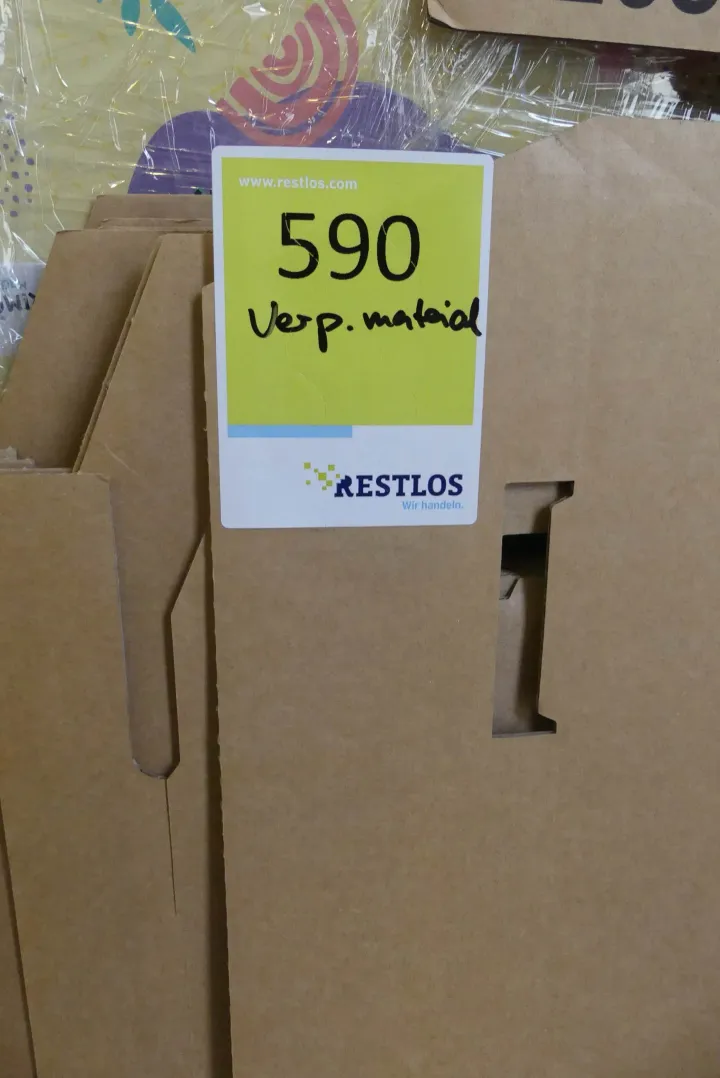 www.restlos.com
590
Verp. material
RESTLOS
Wir handeln.